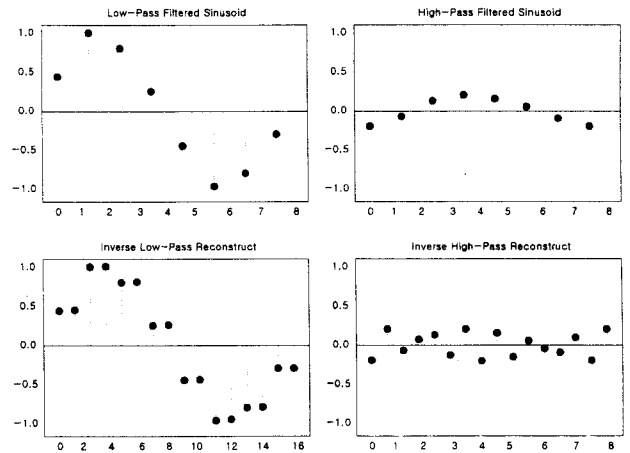 Low-Pass Filtered Sinusoid
1.0
0.5
0.0
-0.5
-1.0
0 1 2 3 4 5 6 7 8
High-Pass Filtered Sinusoid
1.0
0.5
0.0
-0.5
-1.0
0 1 2 3 4 5 6 7 8
Inverse Low-Pass Reconstruct
1.0
0.5
0.0
-0.5
-1.0
0 2 4 6 8 10 12 14 16
Inverse High-Pass Reconstruct
1.0
0.5
0.0
-0.5
-1.0
0 1 2 3 4 5 6 7 8